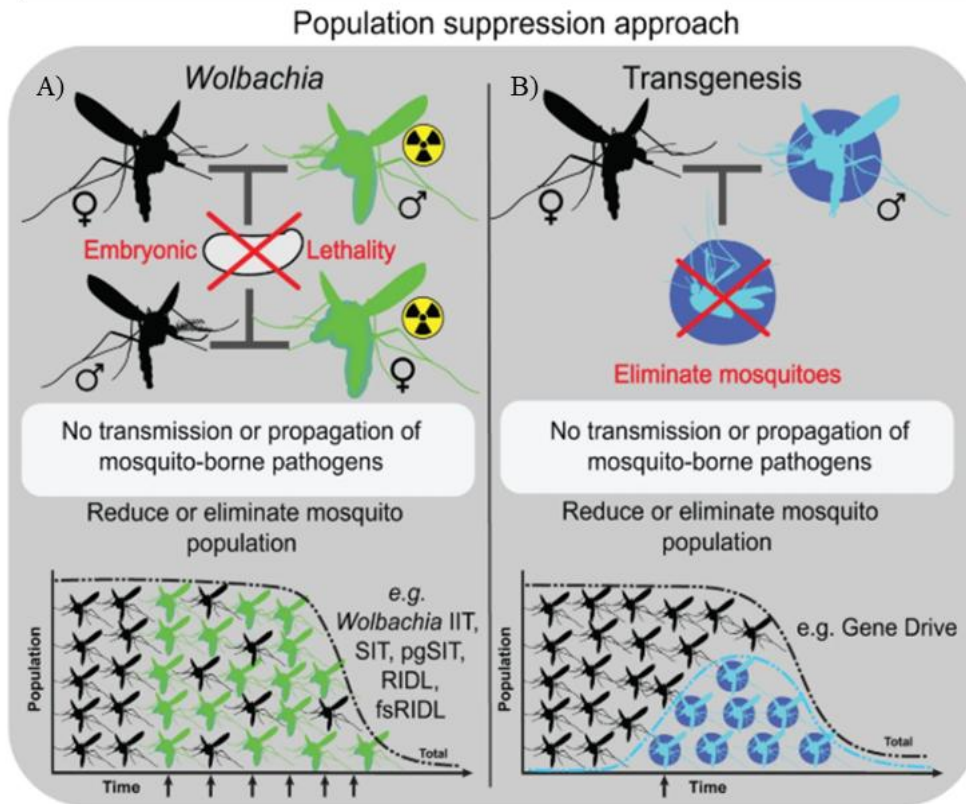 Population suppression approach
A)
Wolbachia
♀
♂
Embryonic
Lethality
♂
♀
No transmission or propagation of
mosquito-borne pathogens
Reduce or eliminate mosquito
population
Population
e.g.
Wolbachia IIT,
SIT, pgSIT,
RIDL,
fsRIDL
Total
Time
B)
Transgenesis
♀
♂
Eliminate mosquitoes
No transmission or propagation of
mosquito-borne pathogens
Reduce or eliminate mosquito
population
Population
e.g. Gene Drive
Total
Time